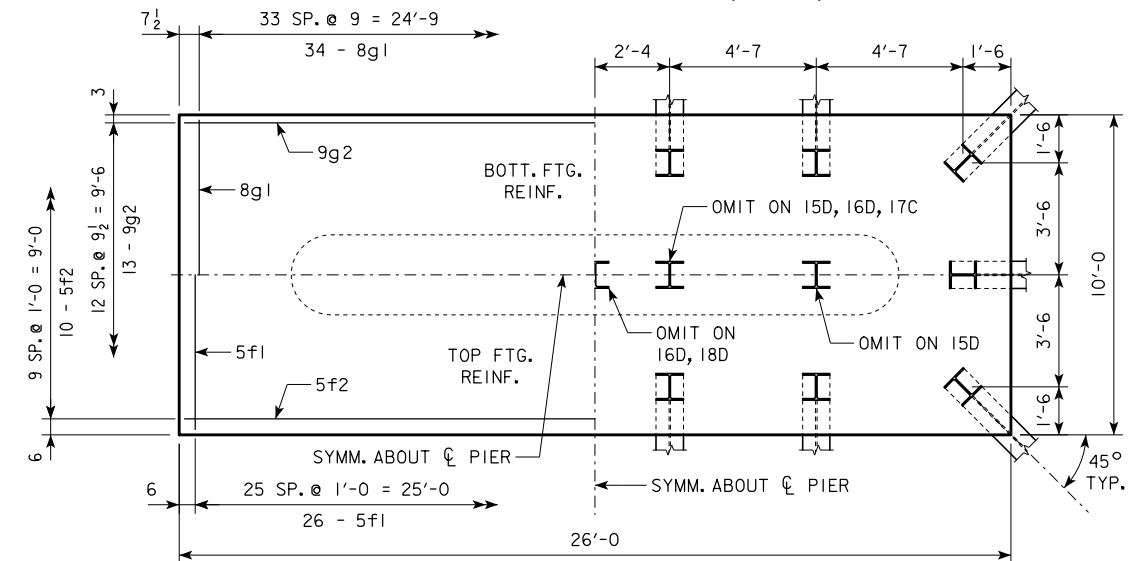 7 1/2
33 SP. @ 9 = 24'-9
34 - 8g1
2'-4
4'-7
4'-7
1'-6
3
9g2
8g1
BOTT. FTG.
REINF.
OMIT ON 15D, 16D, 17C
1'-6
3'-6
10'-0
3'-6
1'-6
9 SP. @ 1'-0 = 9'-0
10 - 5f2
12 SP. @ 9 1/2 = 9'-6
13 - 9g2
5f1
5f2
TOP FTG.
REINF.
OMIT ON
16D, 18D
OMIT ON 15D
6
SYMM. ABOUT ℄ PIER
SYMM. ABOUT ℄ PIER
45°
TYP.
6
25 SP. @ 1'-0 = 25'-0
26 - 5f1
26'-0